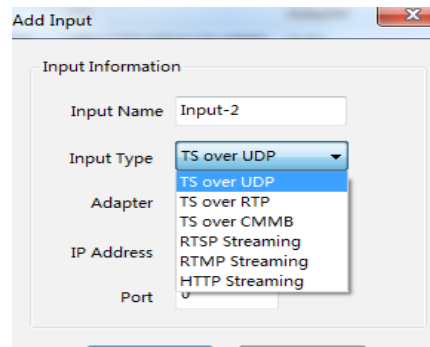 Add Input
Input Information
Input Name Input-2
Input Type TS over UDP
TS over UDP
Adapter TS over RTP
TS over CMMB
IP Address RTSP Streaming
RTMP Streaming
HTTP Streaming
Port 0